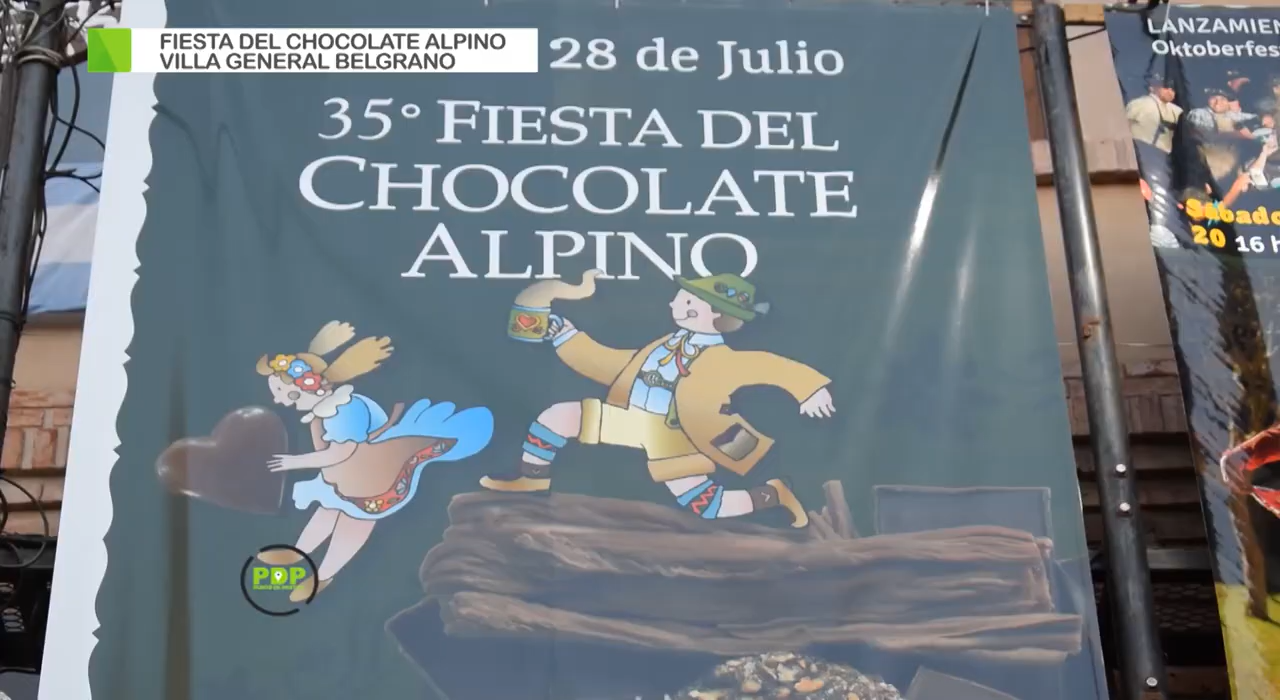 FIESTA DEL CHOCOLATE ALPINO
VILLA GENERAL BELGRANO
28 de Julio
35° FIESTA DEL
CHOCOLATE
ALPINO
PDP
LANZAMIEN
Oktoberfes
Sábado
20 16 h